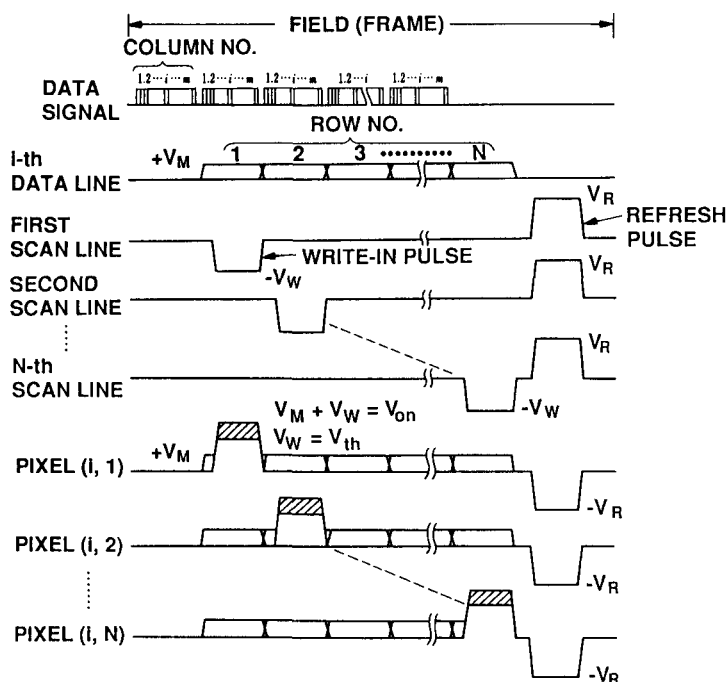 FIELD (FRAME)
COLUMN NO.
1.2···i···m 1.2···i···m 1.2···i···m 1.2···i 1.2···i···m
DATA
SIGNAL
ROW NO.
i-th
DATA LINE
+VM
1 2 3 ·········· N
FIRST
SCAN LINE
VR
REFRESH
PULSE
WRITE-IN PULSE
-VW
SECOND
SCAN LINE
VR
N-th
SCAN LINE
VR
-VW
VM + VW = Von
VW = Vth
PIXEL (i, 1)
+VM
-VR
PIXEL (i, 2)
-VR
PIXEL (i, N)
-VR